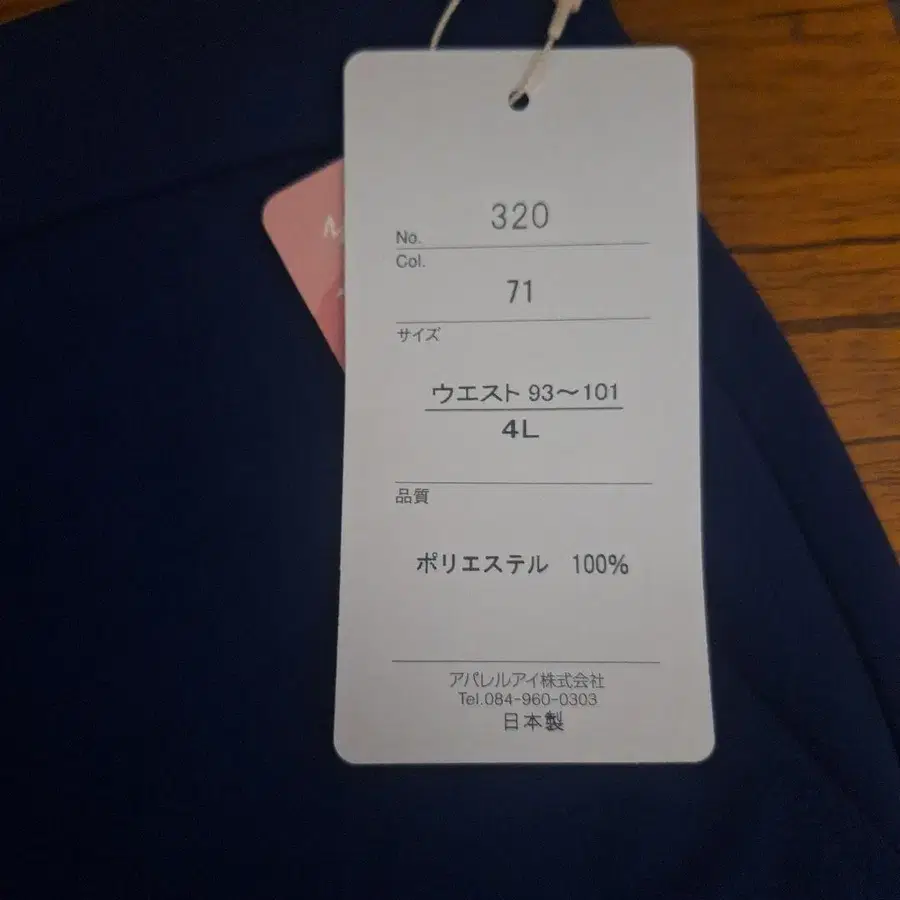 No. 320
Col.
71
サイズ
ウエスト 93〜101
4L
品質
ポリエステル 100%
アパレルアイ株式会社
Tel.084-960-0303
日本製